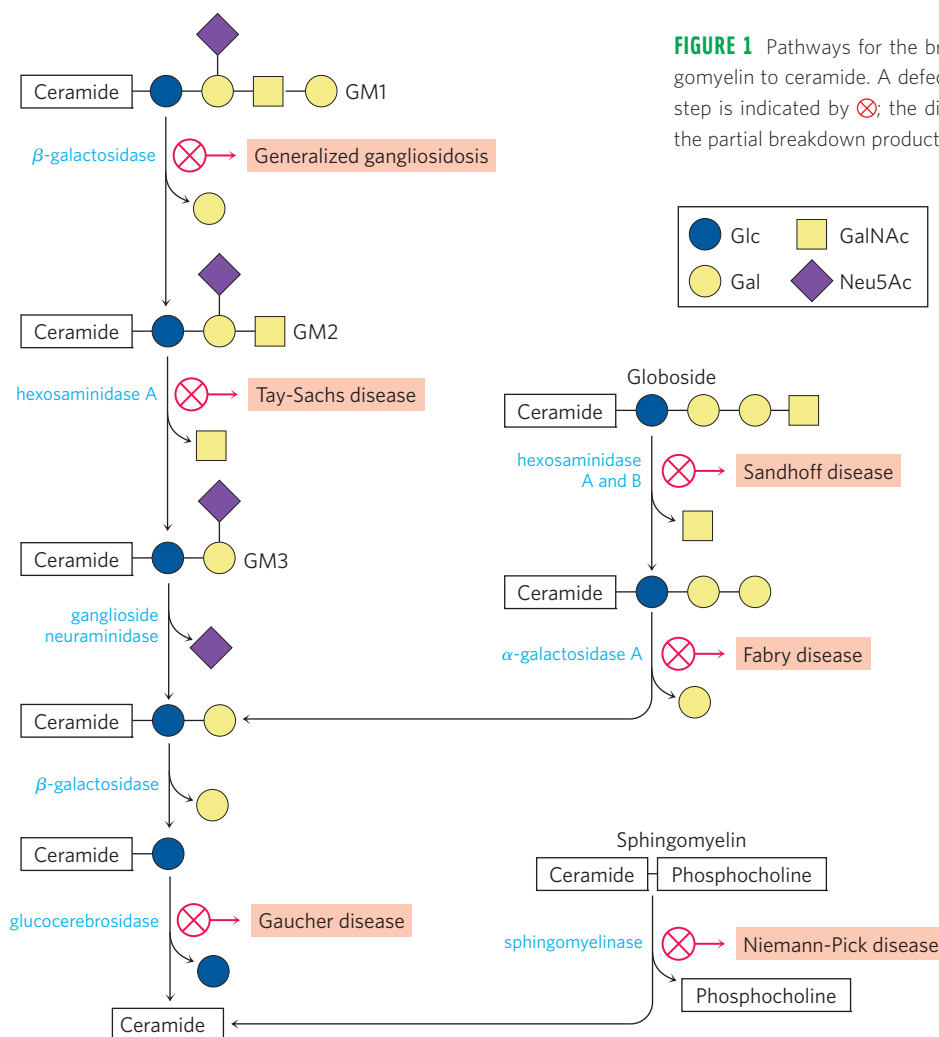 FIGURE 1 Pathways for the br
gomyelin to ceramide. A defec
step is indicated by ⊗; the di
the partial breakdown product
Glc
GalNAc
Gal
Neu5Ac
Ceramide
GM1
β-galactosidase
Generalized gangliosidosis
Ceramide
GM2
hexosaminidase A
Tay-Sachs disease
Ceramide
GM3
ganglioside
neuraminidase
Globoside
Ceramide
hexosaminidase
A and B
Sandhoff disease
Ceramide
α-galactosidase A
Fabry disease
Ceramide
β-galactosidase
Ceramide
glucocerebrosidase
Gaucher disease
Sphingomyelin
Ceramide
Phosphocholine
sphingomyelinase
Niemann-Pick disease
Phosphocholine
Ceramide